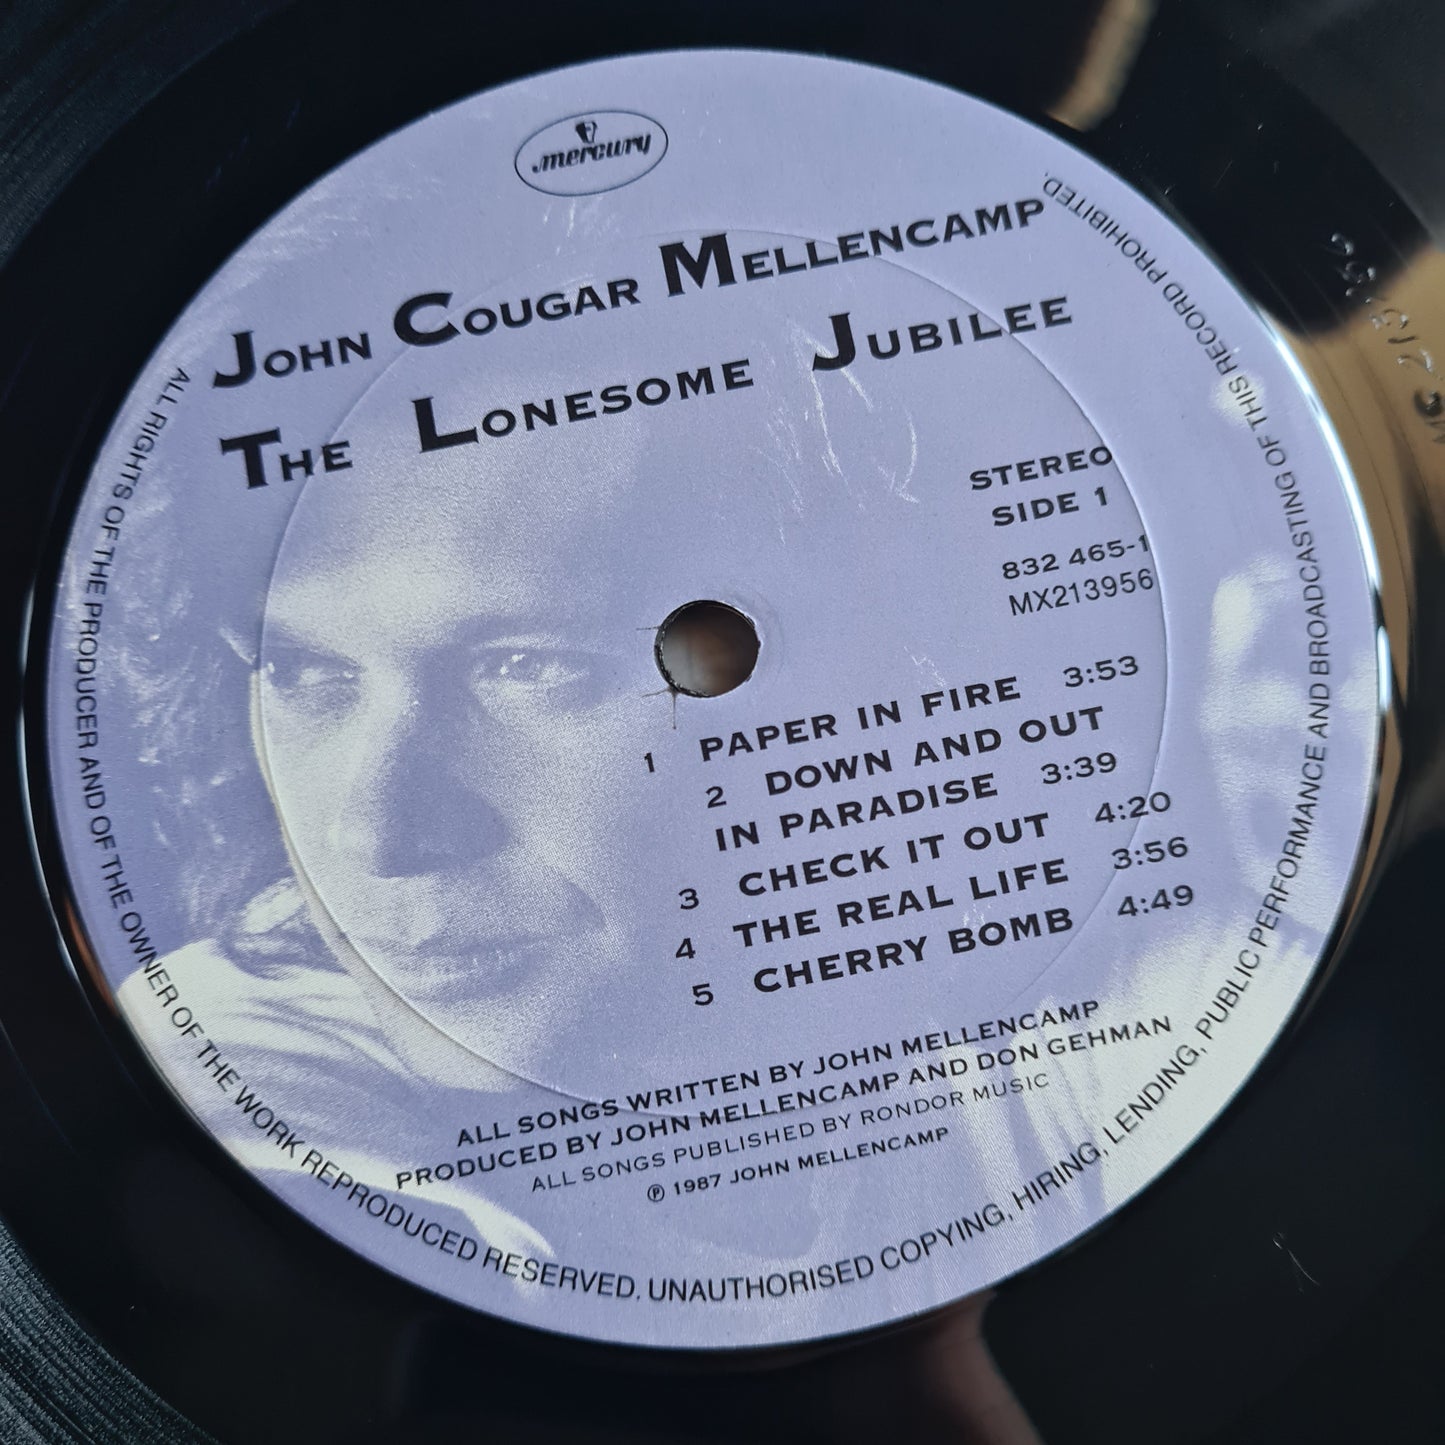 mercury
JOHN COUGAR MELLENCAMP
THE LONESOME JUBILEE
STEREO
SIDE 1
832 465-1
MX213956
1 PAPER IN FIRE 3:53
2 DOWN AND OUT
IN PARADISE 3:39
3 CHECK IT OUT 4:20
4 THE REAL LIFE 3:56
5 CHERRY BOMB 4:49
ALL SONGS WRITTEN BY JOHN MELLENCAMP
PRODUCED BY JOHN MELLENCAMP AND DON GEHMAN
ALL SONGS PUBLISHED BY RONDOR MUSIC
℗ 1987 JOHN MELLENCAMP
ALL RIGHTS OF THE PRODUCER AND OF THE OWNER OF THE WORK REPRODUCED RESERVED. UNAUTHORISED COPYING, HIRING, LENDING, PUBLIC PERFORMANCE AND BROADCASTING OF THIS RECORD PROHIBITED.